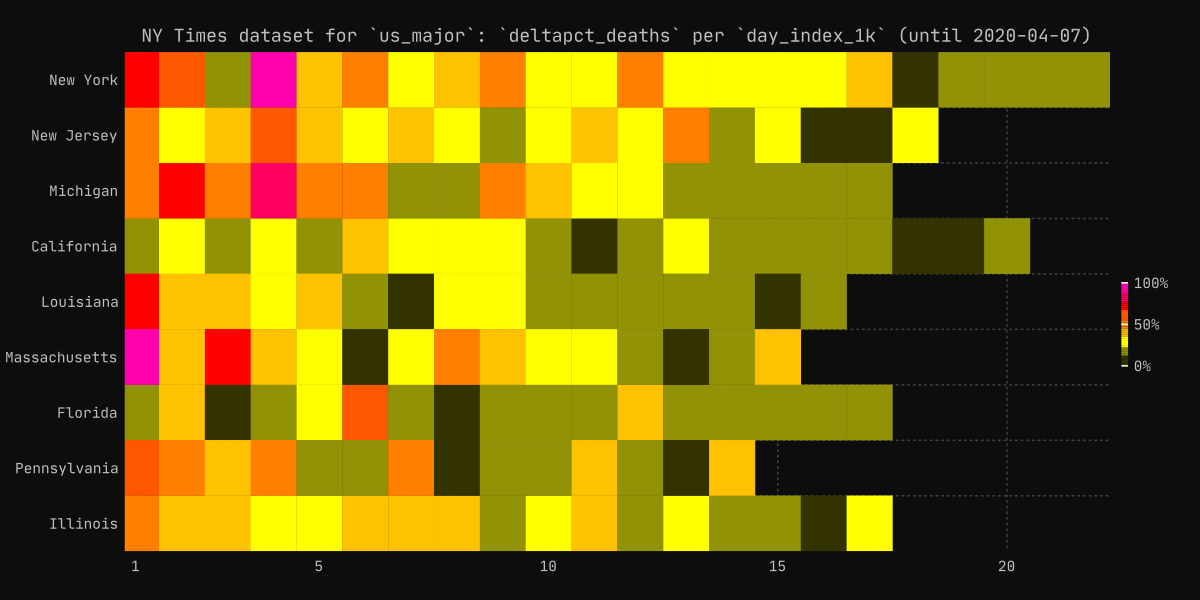 NY Times dataset for `us_major`: `deltapct_deaths` per `day_index_1k` (until 2020-04-07)
New York
New Jersey
Michigan
California
Louisiana
Massachusetts
Florida
Pennsylvania
Illinois
1 5 10 15 20
100%
50%
0%